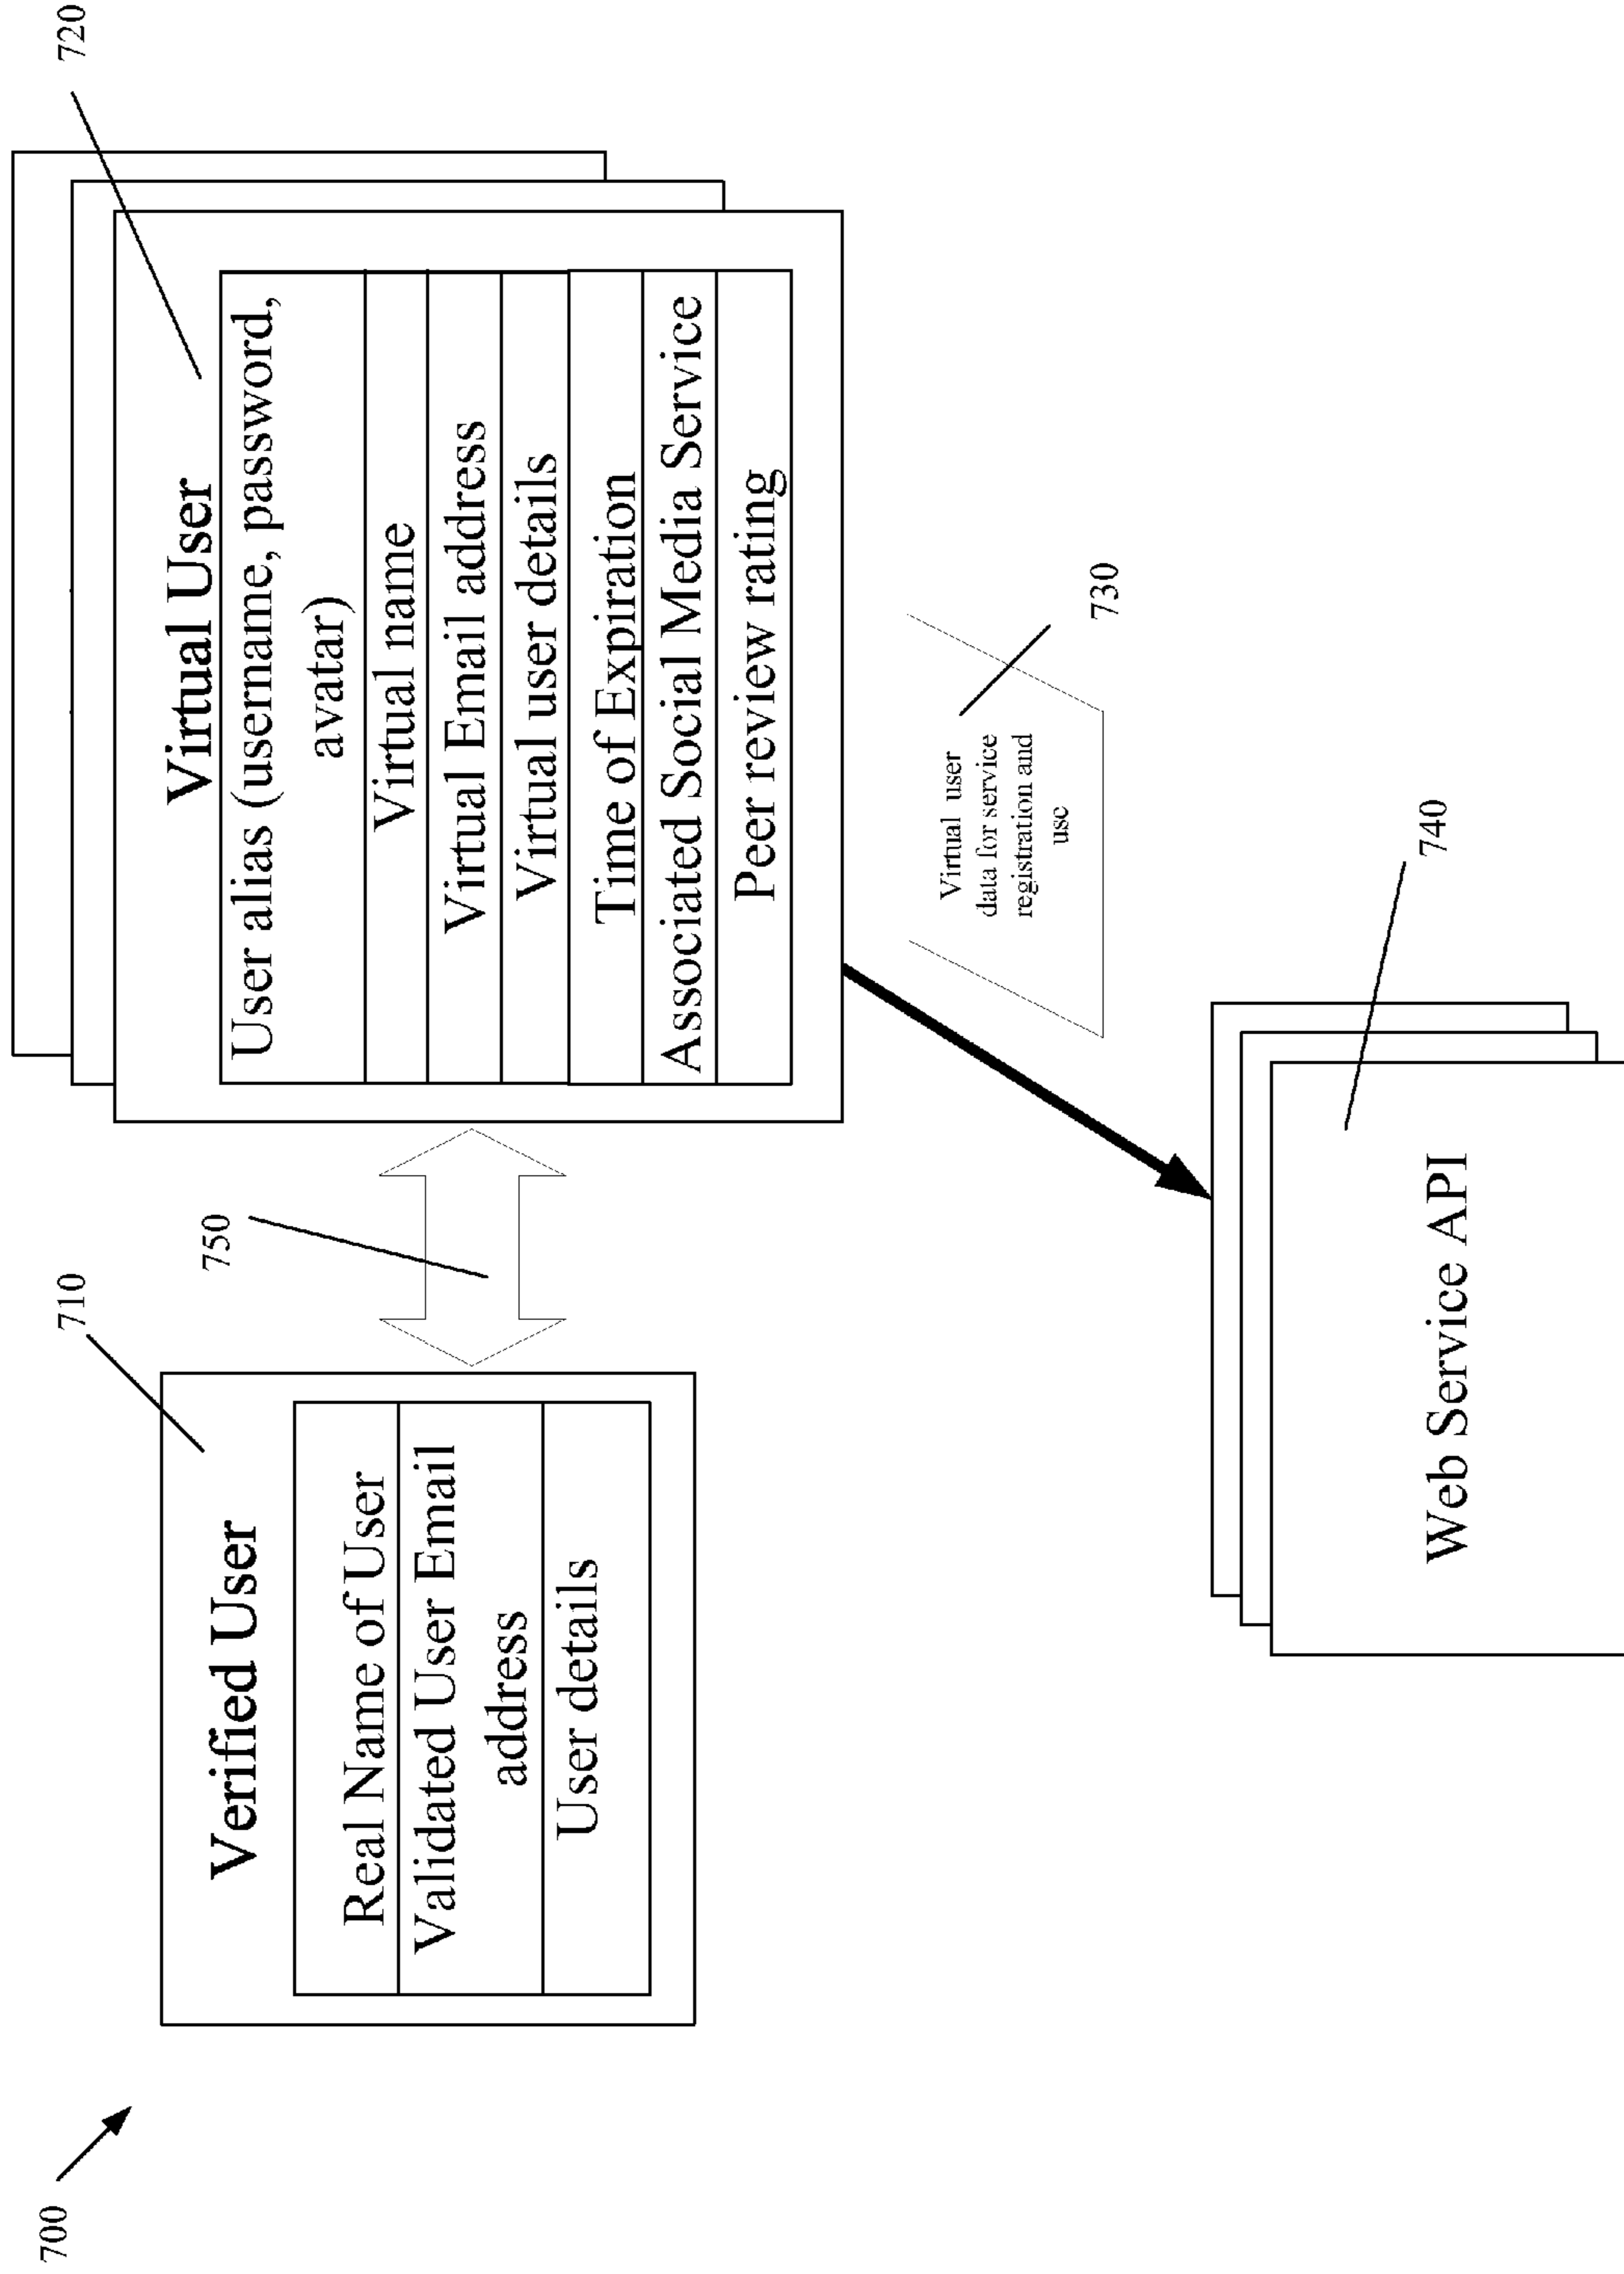 700
710
Verified User
Real Name of User
Validated User Email
address
User details
750
720
Virtual User
User alias (username, password,
avatar)
Virtual name
Virtual Email address
Virtual user details
Time of Expiration
Associated Social Media Service
Peer review rating
Virtual user
data for service
registration and
use
730
740
Web Service API